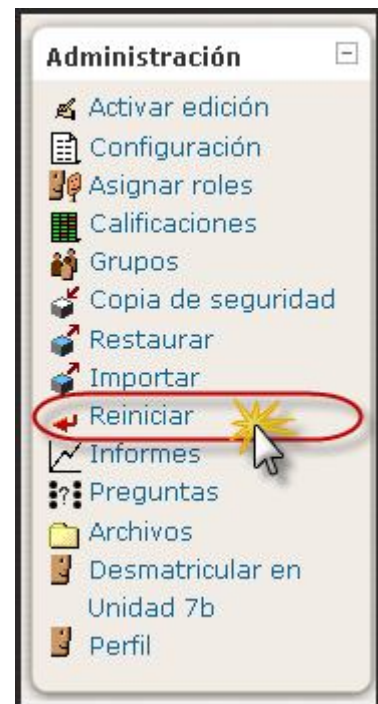 Administración
Activar edición
Configuración
Asignar roles
Calificaciones
Grupos
Copia de seguridad
Restaurar
Importar
Reiniciar
Informes
Preguntas
Archivos
Desmatricular en
Unidad 7b
Perfil